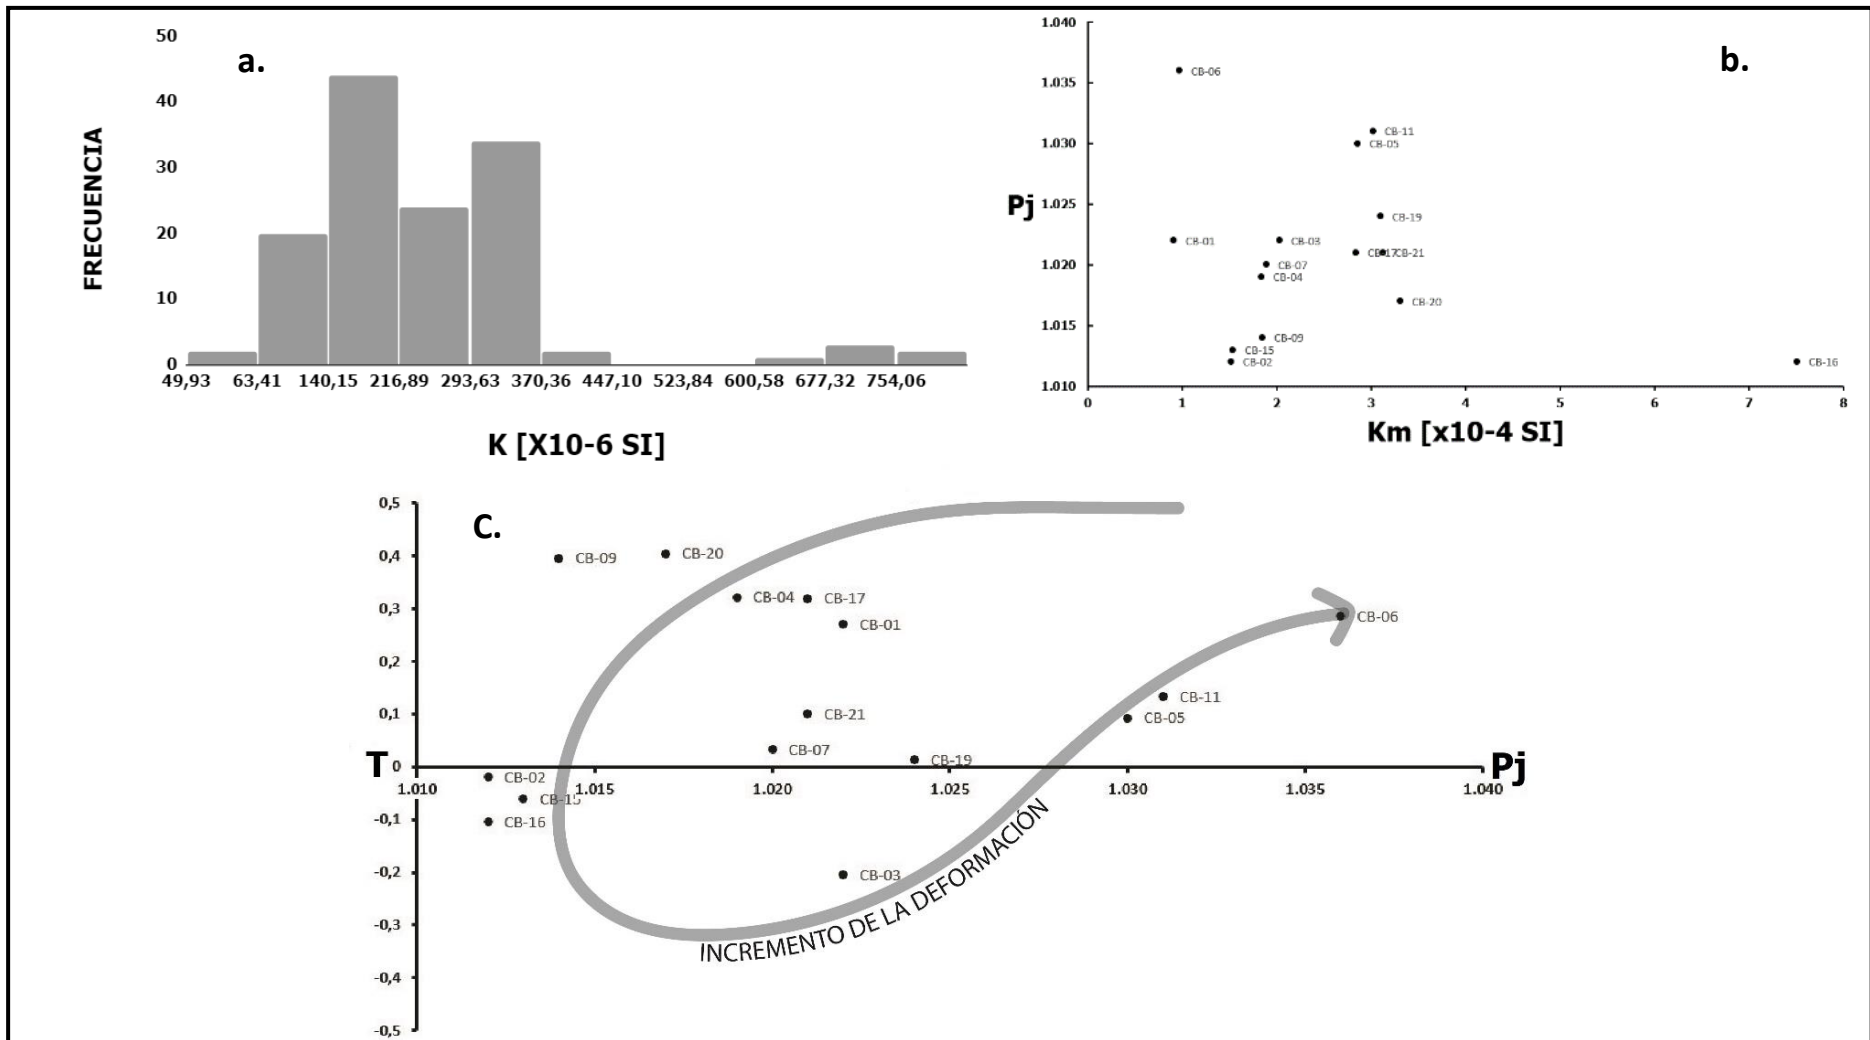 a.
FRECUENCIA
50
40
30
20
10
0
49,93 63,41 140,15 216,89 293,63 370,36 447,10 523,84 600,58 677,32 754,06
K [X10-6 SI]
b.
Pj
1.040
1.035
1.030
1.025
1.020
1.015
1.010
CB-06
CB-11
CB-05
CB-19
CB-01
CB-03
CB-17
CB-21
CB-07
CB-04
CB-20
CB-09
CB-15
CB-02
CB-16
0 1 2 3 4 5 6 7 8
Km [x10-4 SI]
C.
0,5
0,4
0,3
0,2
0,1
T 0
-0,1
-0,2
-0,3
-0,4
-0,5
CB-09
CB-20
CB-04
CB-17
CB-01
CB-06
CB-11
CB-05
CB-21
CB-07
CB-19
Pj
CB-02
1.010 1.015 1.020 1.025 1.030 1.035 1.040
CB-15
CB-16
CB-03
INCREMENTO DE LA DEFORMACIÓN